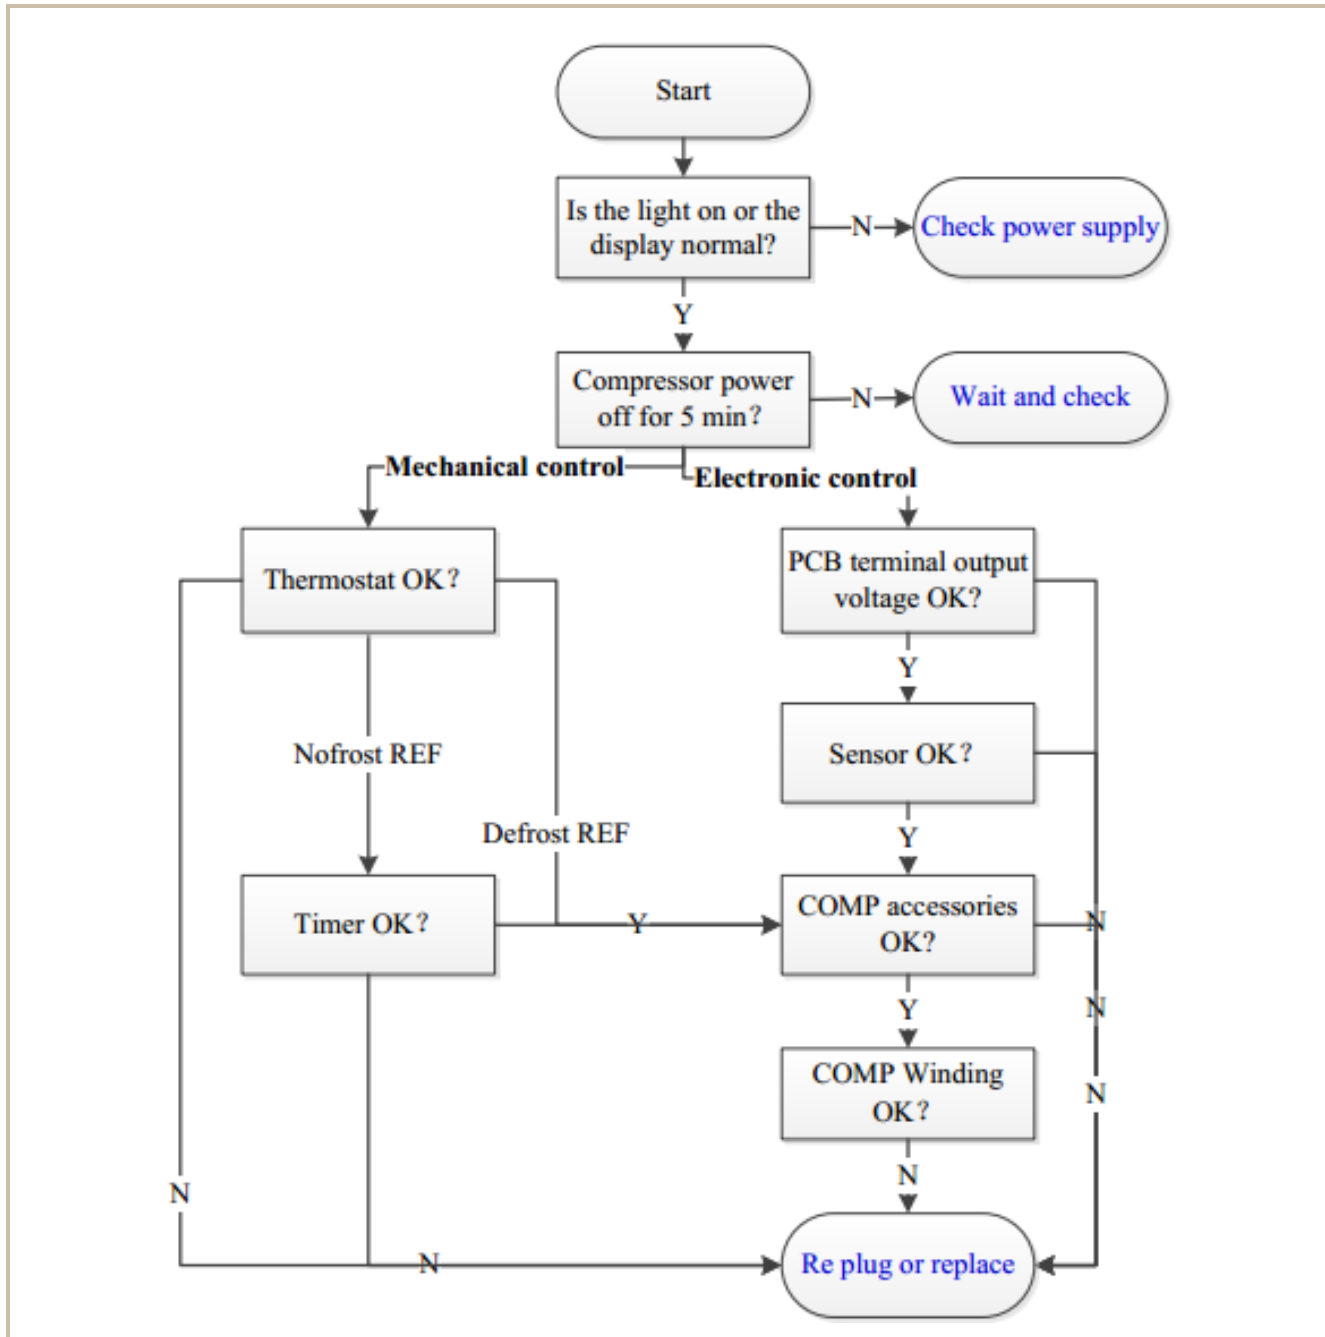 Start
Is the light on or the
display normal?
N
Check power supply
Y
Compressor power
off for 5 min?
N
Wait and check
Mechanical control
Electronic control
Thermostat OK?
PCB terminal output
voltage OK?
Y
Nofrost REF
Sensor OK?
Defrost REF
Y
Timer OK?
Y
COMP accessories
OK?
N
Y
N
COMP Winding
OK?
N
N
N
N
Re plug or replace